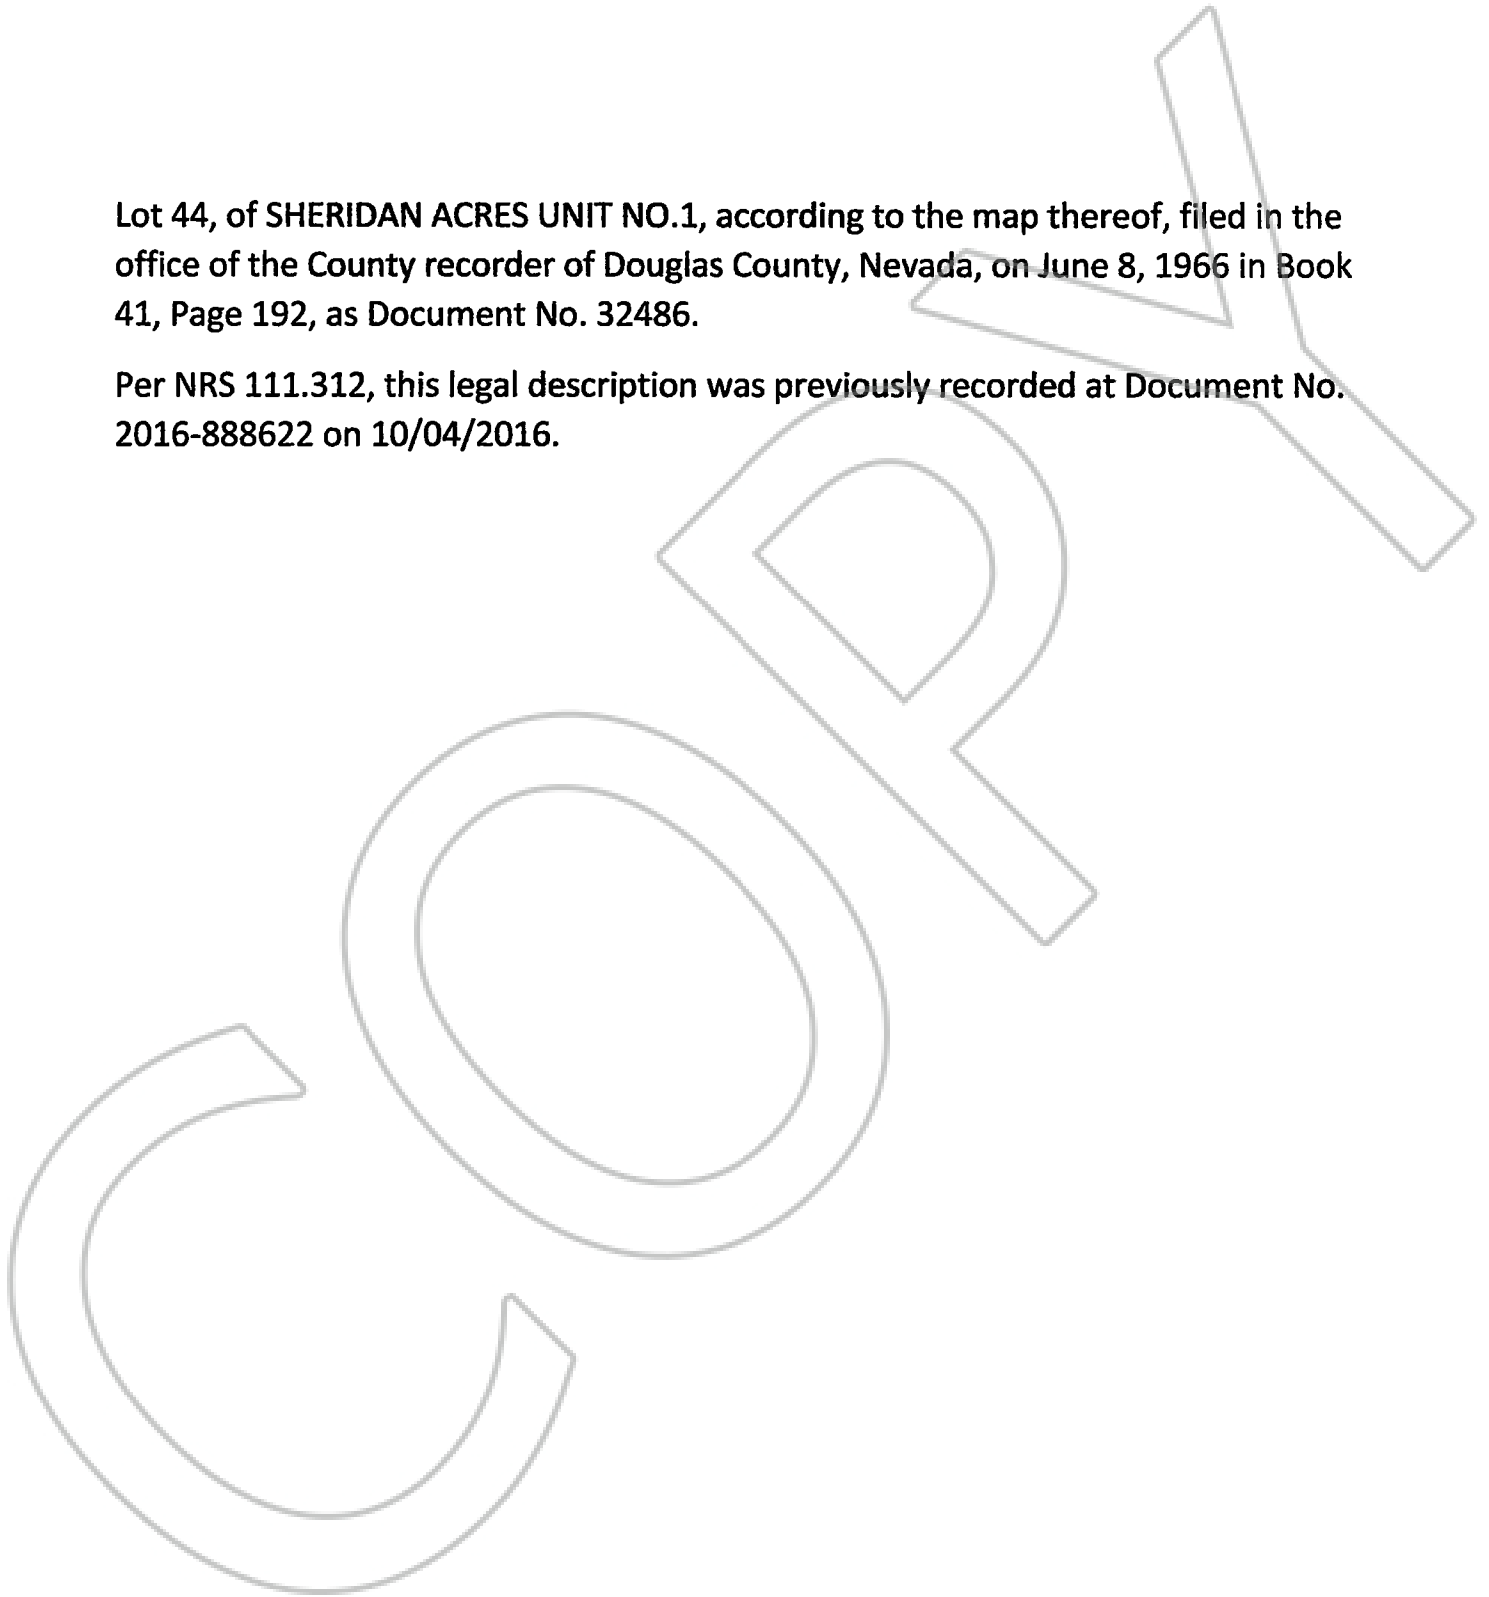 Lot 44, of SHERIDAN ACRES UNIT NO.1, according to the map thereof, filed in the
office of the County recorder of Douglas County, Nevada, on June 8, 1966 in Book
41, Page 192, as Document No. 32486.
Per NRS 111.312, this legal description was previously recorded at Document No.
2016-888622 on 10/04/2016.
COPY